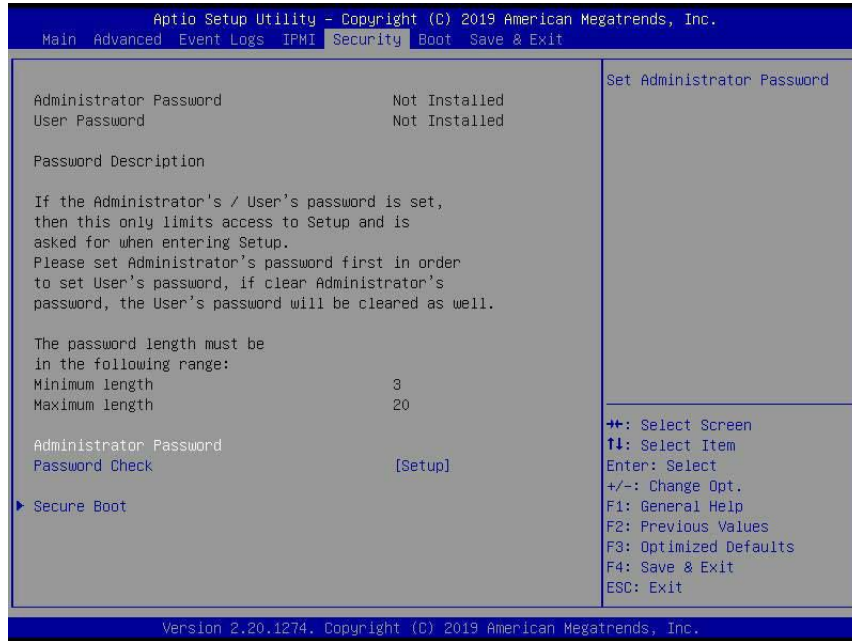 Aptio Setup Utility – Copyright (C) 2019 American Megatrends, Inc.
Main Advanced Event Logs IPMI Security Boot Save & Exit
Set Administrator Password
Administrator Password Not Installed
User Password Not Installed
Password Description
If the Administrator's / User's password is set,
then this only limits access to Setup and is
asked for when entering Setup.
Please set Administrator's password first in order
to set User's password, if clear Administrator's
password, the User's password will be cleared as well.
The password length must be
in the following range:
Minimum length 3
Maximum length 20
Administrator Password
Password Check [Setup]
▶ Secure Boot
→←: Select Screen
↑↓: Select Item
Enter: Select
+/-: Change Opt.
F1: General Help
F2: Previous Values
F3: Optimized Defaults
F4: Save & Exit
ESC: Exit
Version 2.20.1274. Copyright (C) 2019 American Megatrends, Inc.